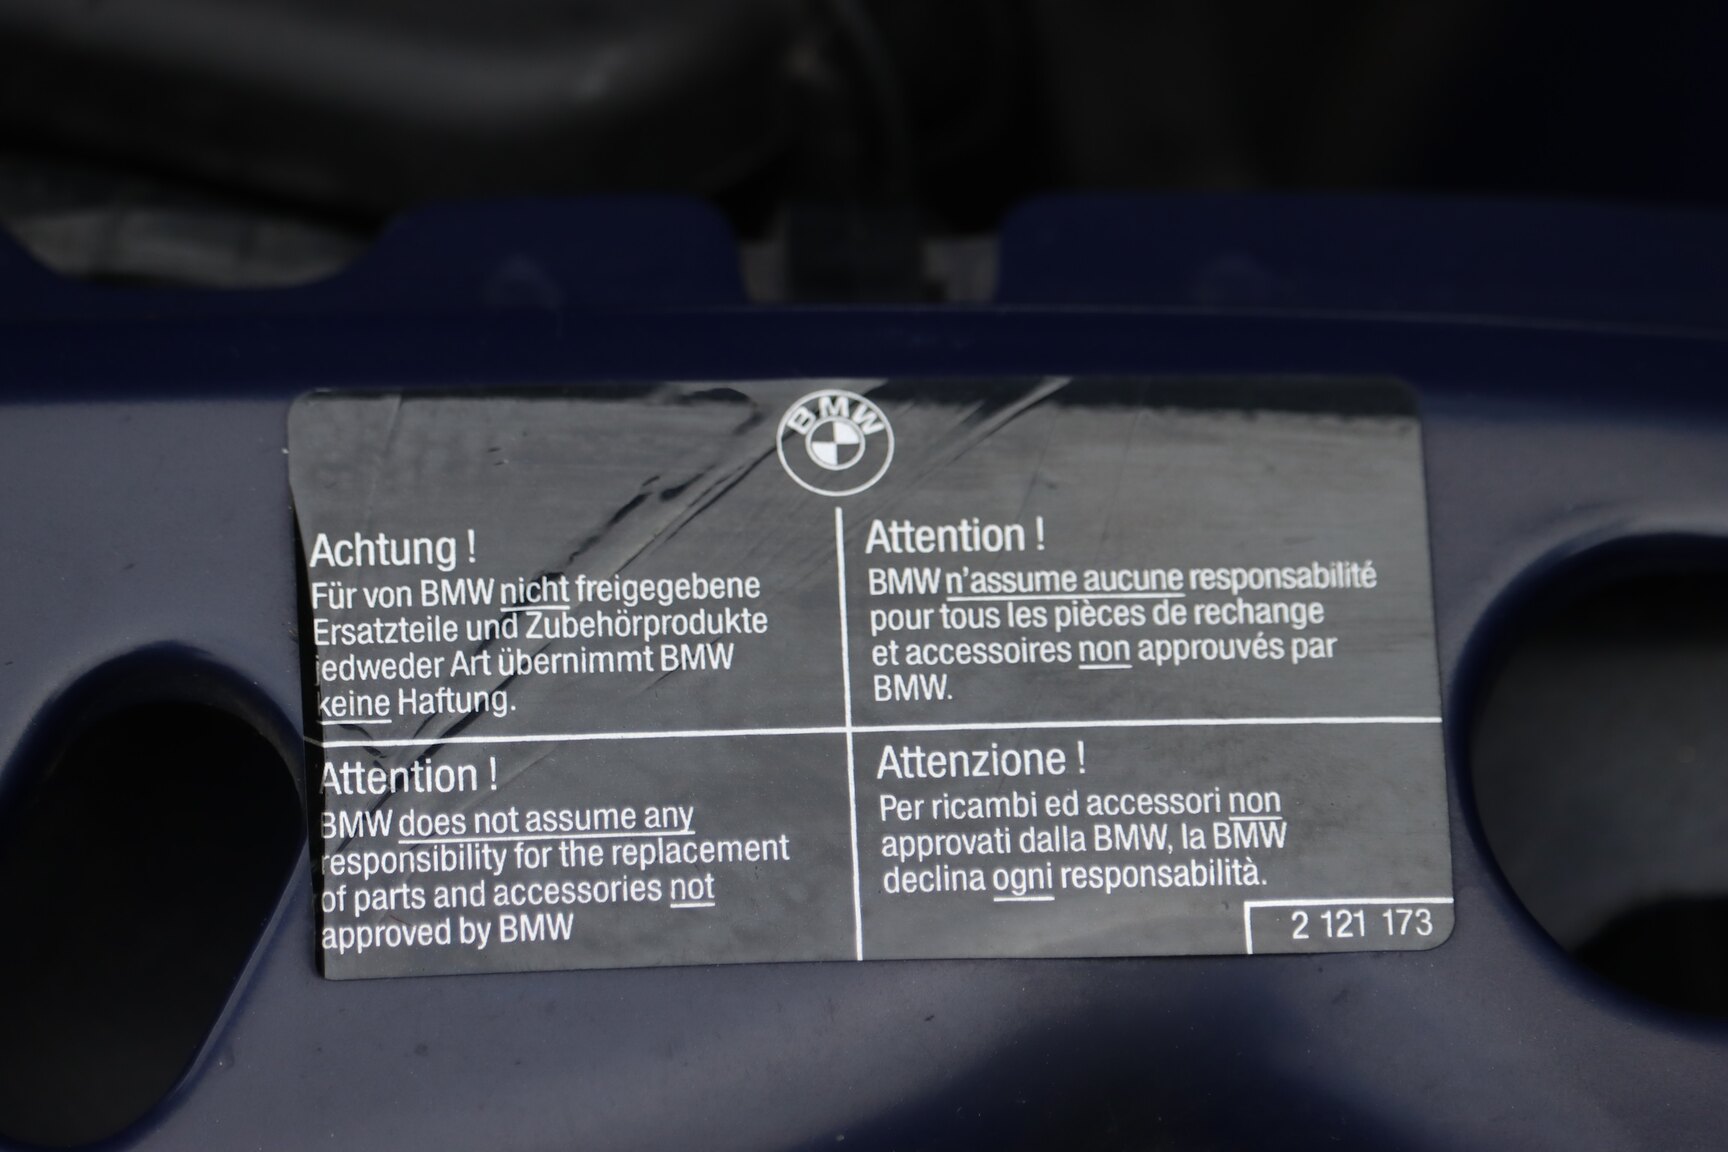 BMW
Achtung !
Für von BMW nicht freigegebene
Ersatzteile und Zubehörprodukte
jedweder Art übernimmt BMW
keine Haftung.
Attention !
BMW n'assume aucune responsabilité
pour tous les pièces de rechange
et accessoires non approuvés par
BMW.
Attention !
BMW does not assume any
responsibility for the replacement
of parts and accessories not
approved by BMW
Attenzione !
Per ricambi ed accessori non
approvati dalla BMW, la BMW
declina ogni responsabilità.
2 121 173